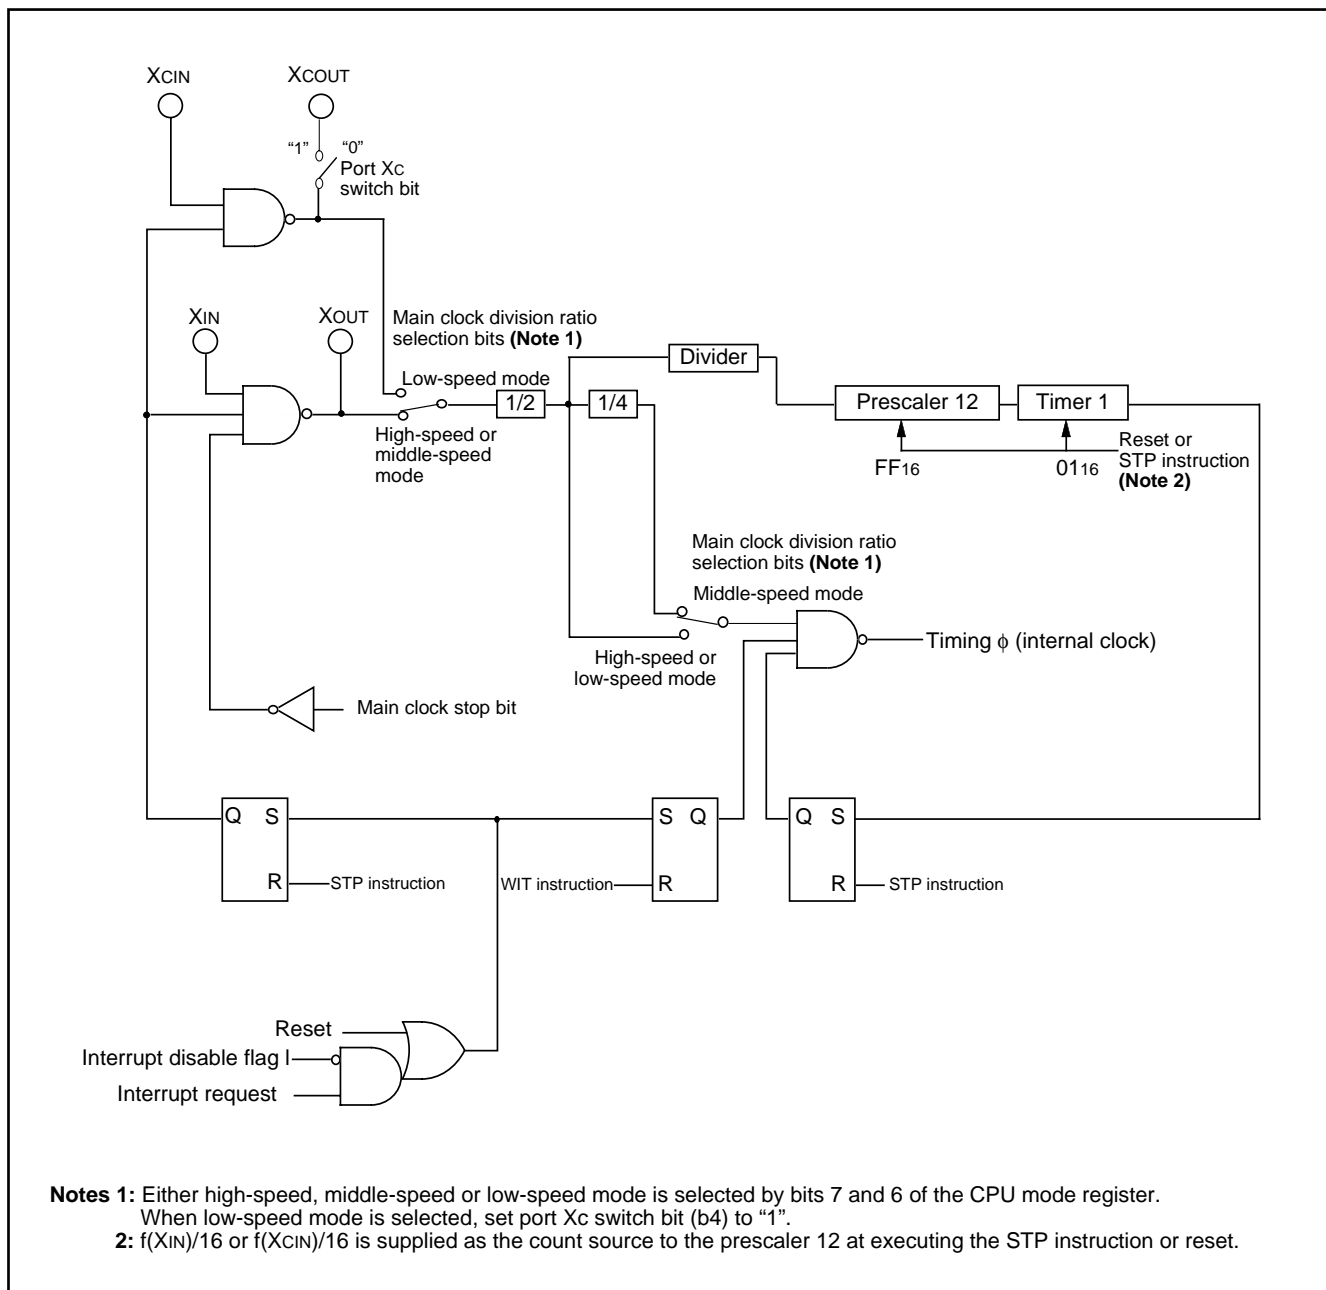 XCIN
XCOUT
“1” “0”
Port XC
switch bit
XIN
XOUT
Main clock division ratio
selection bits (Note 1)
Low-speed mode
High-speed or
middle-speed
mode
1/2
1/4
Divider
Prescaler 12
Timer 1
FF16
0116
Reset or
STP instruction
(Note 2)
Main clock division ratio
selection bits (Note 1)
Middle-speed mode
High-speed or
low-speed mode
Timing ϕ (internal clock)
Main clock stop bit
Q S
R
STP instruction
S Q
R
WIT instruction
Q S
R
STP instruction
Reset
Interrupt disable flag I
Interrupt request
Notes 1: Either high-speed, middle-speed or low-speed mode is selected by bits 7 and 6 of the CPU mode register.
When low-speed mode is selected, set port Xc switch bit (b4) to “1”.
2: f(XIN)/16 or f(XCIN)/16 is supplied as the count source to the prescaler 12 at executing the STP instruction or reset.